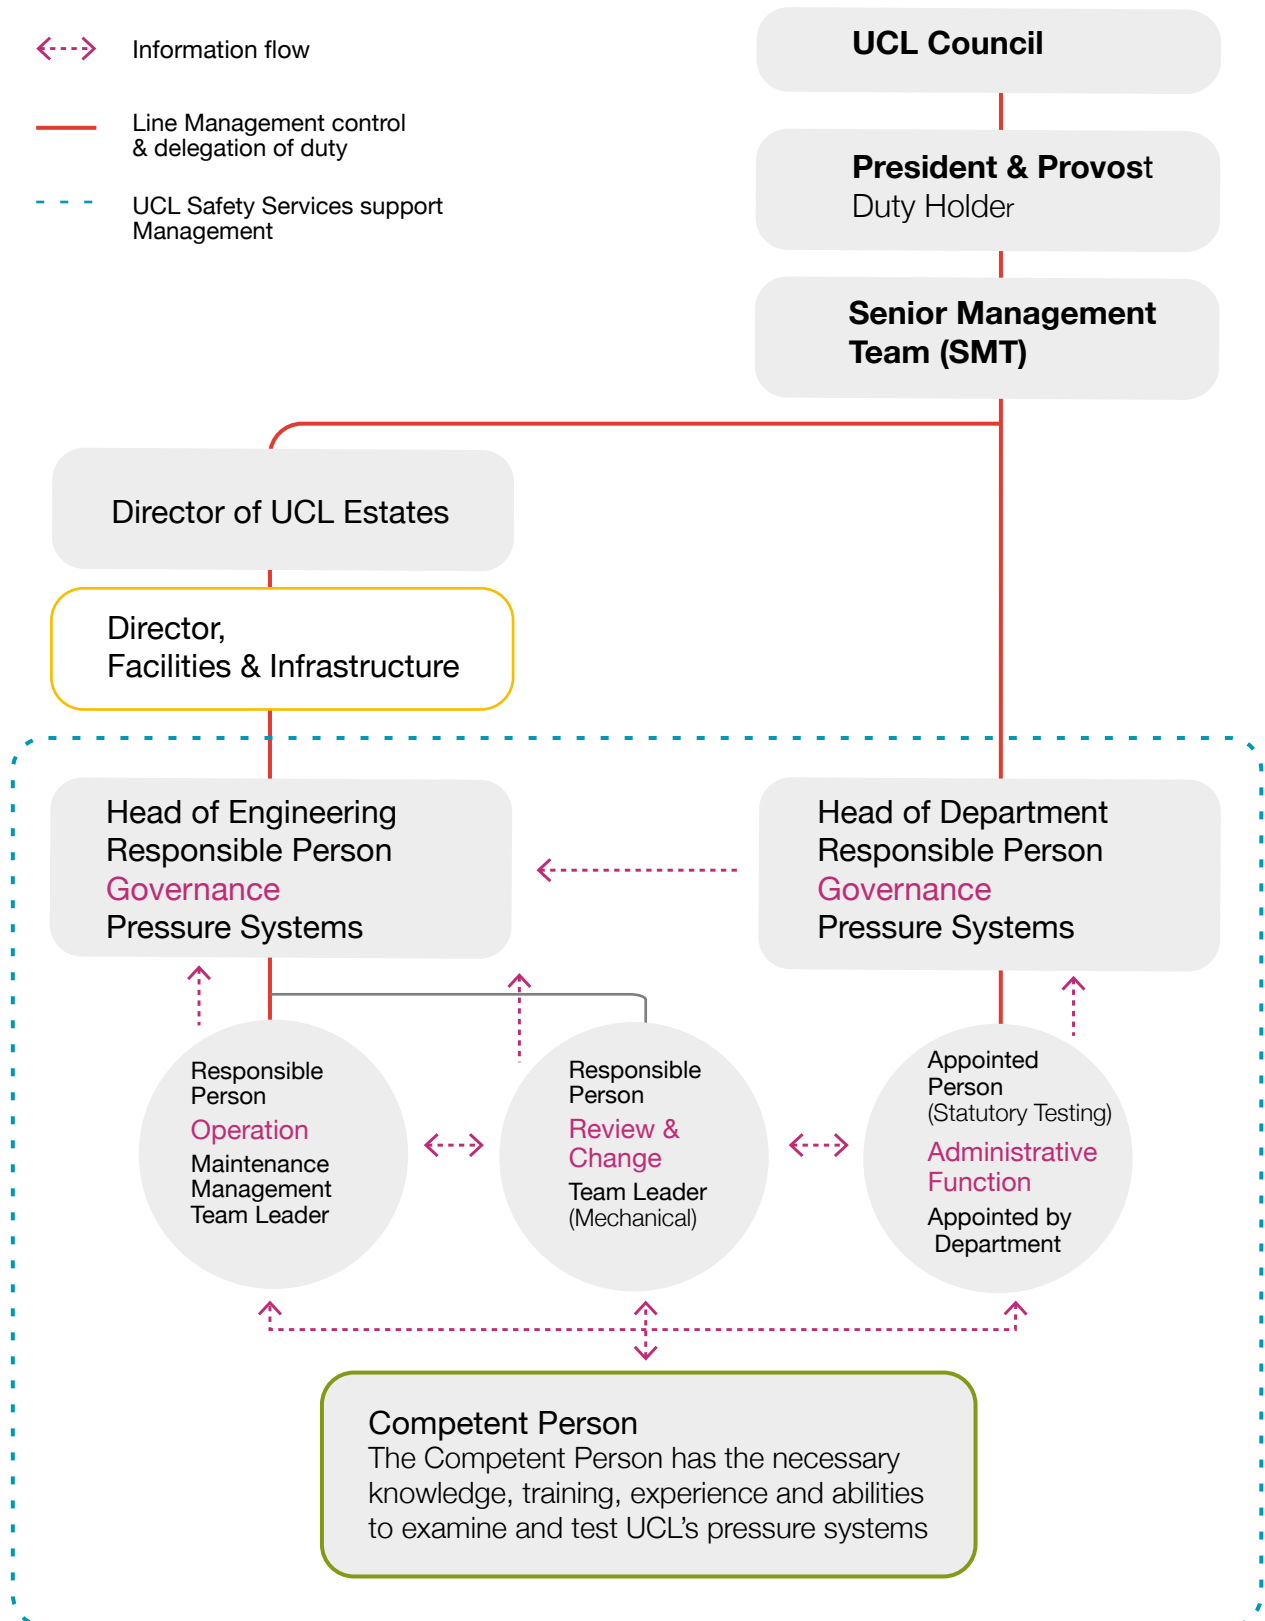 Information flow
Line Management control
& delegation of duty
UCL Safety Services support
Management
UCL Council
President & Provost
Duty Holder
Senior Management
Team (SMT)
Director of UCL Estates
Director,
Facilities & Infrastructure
Head of Engineering
Responsible Person
Governance
Pressure Systems
Head of Department
Responsible Person
Governance
Pressure Systems
Responsible
Person
Operation
Maintenance
Management
Team Leader
Responsible
Person
Review &
Change
Team Leader
(Mechanical)
Appointed
Person
(Statutory Testing)
Administrative
Function
Appointed by
Department
Competent Person
The Competent Person has the necessary
knowledge, training, experience and abilities
to examine and test UCL’s pressure systems